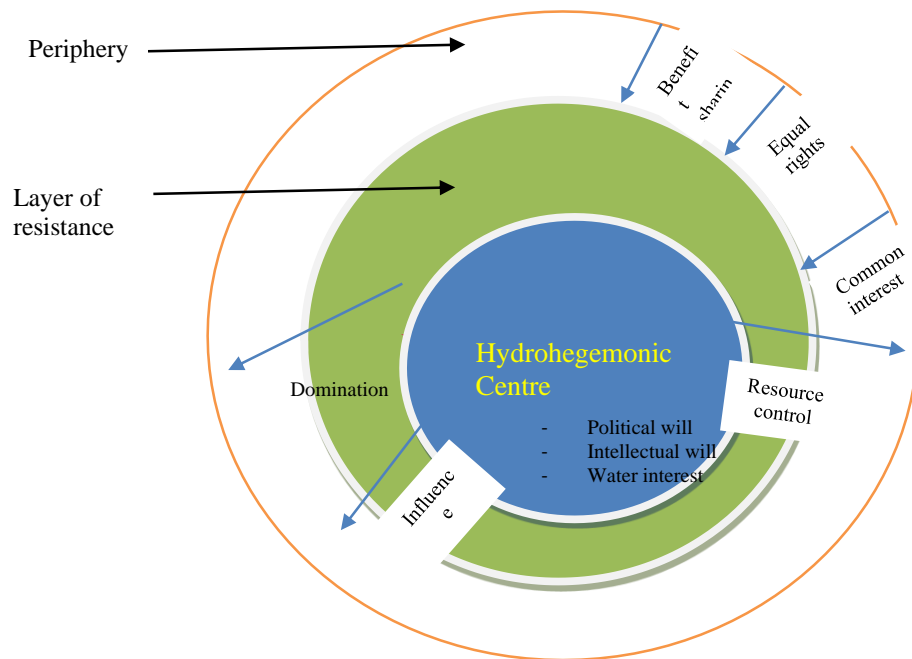 Periphery
Benefi
t
sharin
Equal
rights
Layer of
resistance
Common
interest
Hydrohegemonic
Centre
Domination
Resource
control
- Political will
- Intellectual will
- Water interest
Influenc
e